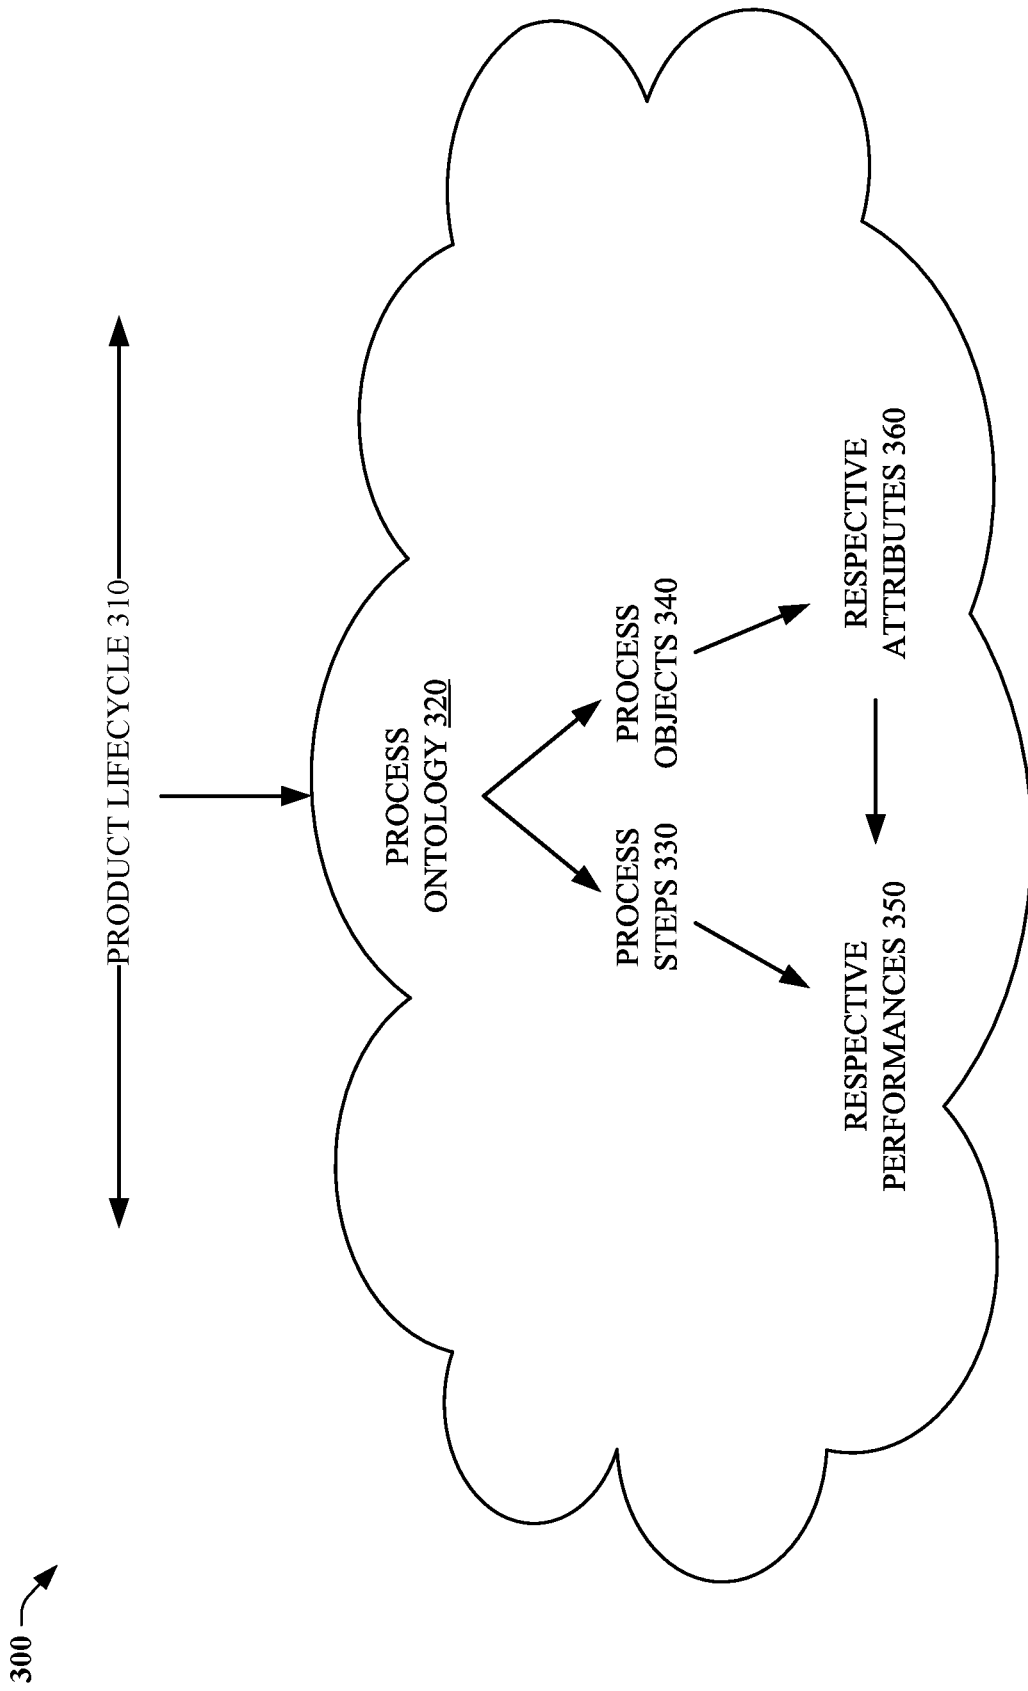 300
PRODUCT LIFECYCLE 310
PROCESS
ONTOLOGY 320
PROCESS
STEPS 330
PROCESS
OBJECTS 340
RESPECTIVE
PERFORMANCES 350
RESPECTIVE
ATTRIBUTES 360